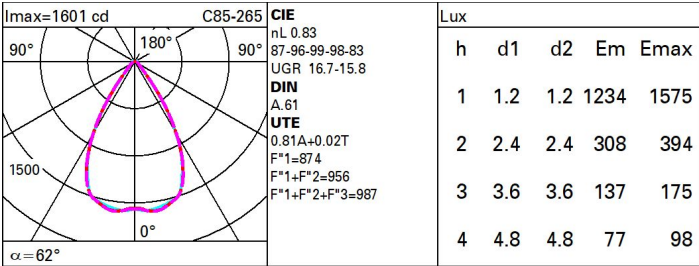 Imax=1601 cd C85-265
90° 180° 90°
1500
0°
α=62°
CIE
nL 0.83
87-96-99-98-83
UGR 16.7-15.8
DIN
A.61
UTE
0.81A+0.02T
F"1=874
F"1+F"2=956
F"1+F"2+F"3=987
Lux
h d1 d2 Em Emax
1 1.2 1.2 1234 1575
2 2.4 2.4 308 394
3 3.6 3.6 137 175
4 4.8 4.8 77 98